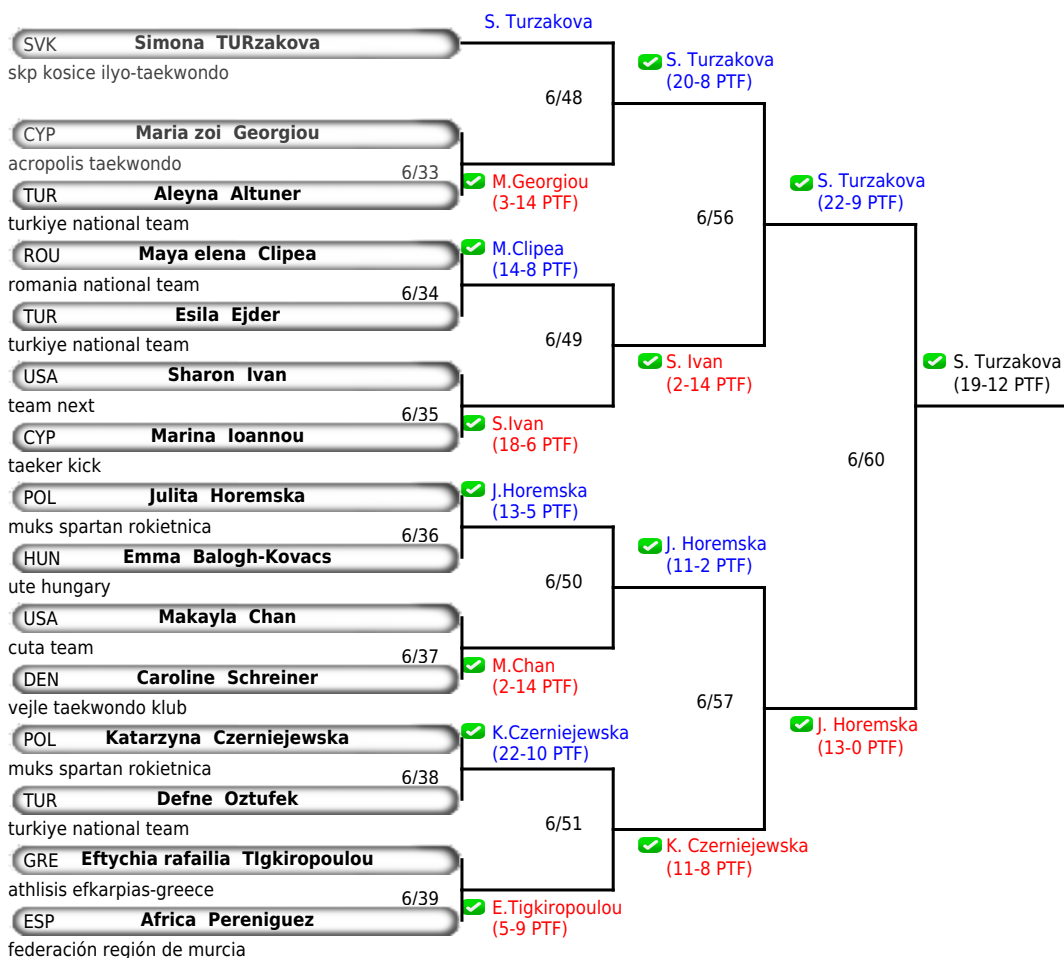 S. Turzakova
SVK Simona TURzakova
skp kosice ilyo-taekwondo
S. Turzakova
(20-8 PTF)
6/48
CYP Maria zoi Georgiou
acropolis taekwondo
6/33
M.Georgiou
(3-14 PTF)
TUR Aleyna Altuner
turkiye national team
S. Turzakova
(22-9 PTF)
6/56
ROU Maya elena Clipea
romania national team
M.Clipea
(14-8 PTF)
6/34
TUR Esila Ejder
turkiye national team
6/49
S. Ivan
(2-14 PTF)
USA Sharon Ivan
team next
6/35
S.Ivan
(18-6 PTF)
CYP Marina Ioannou
taeker kick
S. Turzakova
(19-12 PTF)
6/60
POL Julita Horemska
muks spartan rokietnica
J.Horemska
(13-5 PTF)
6/36
HUN Emma Balogh-Kovacs
ute hungary
J. Horemska
(11-2 PTF)
6/50
USA Makayla Chan
cuta team
6/37
M.Chan
(2-14 PTF)
DEN Caroline Schreiner
vejle taekwondo klub
6/57
J. Horemska
(13-0 PTF)
POL Katarzyna Czerniejewska
muks spartan rokietnica
K.Czerniejewska
(22-10 PTF)
6/38
TUR Defne Oztufek
turkiye national team
6/51
K. Czerniejewska
(11-8 PTF)
GRE Eftychia rafailia TIgkiropoulou
athlisis efkarpias-greece
6/39
E.Tigkiropoulou
(5-9 PTF)
ESP Africa Pereniguez
federación región de murcia